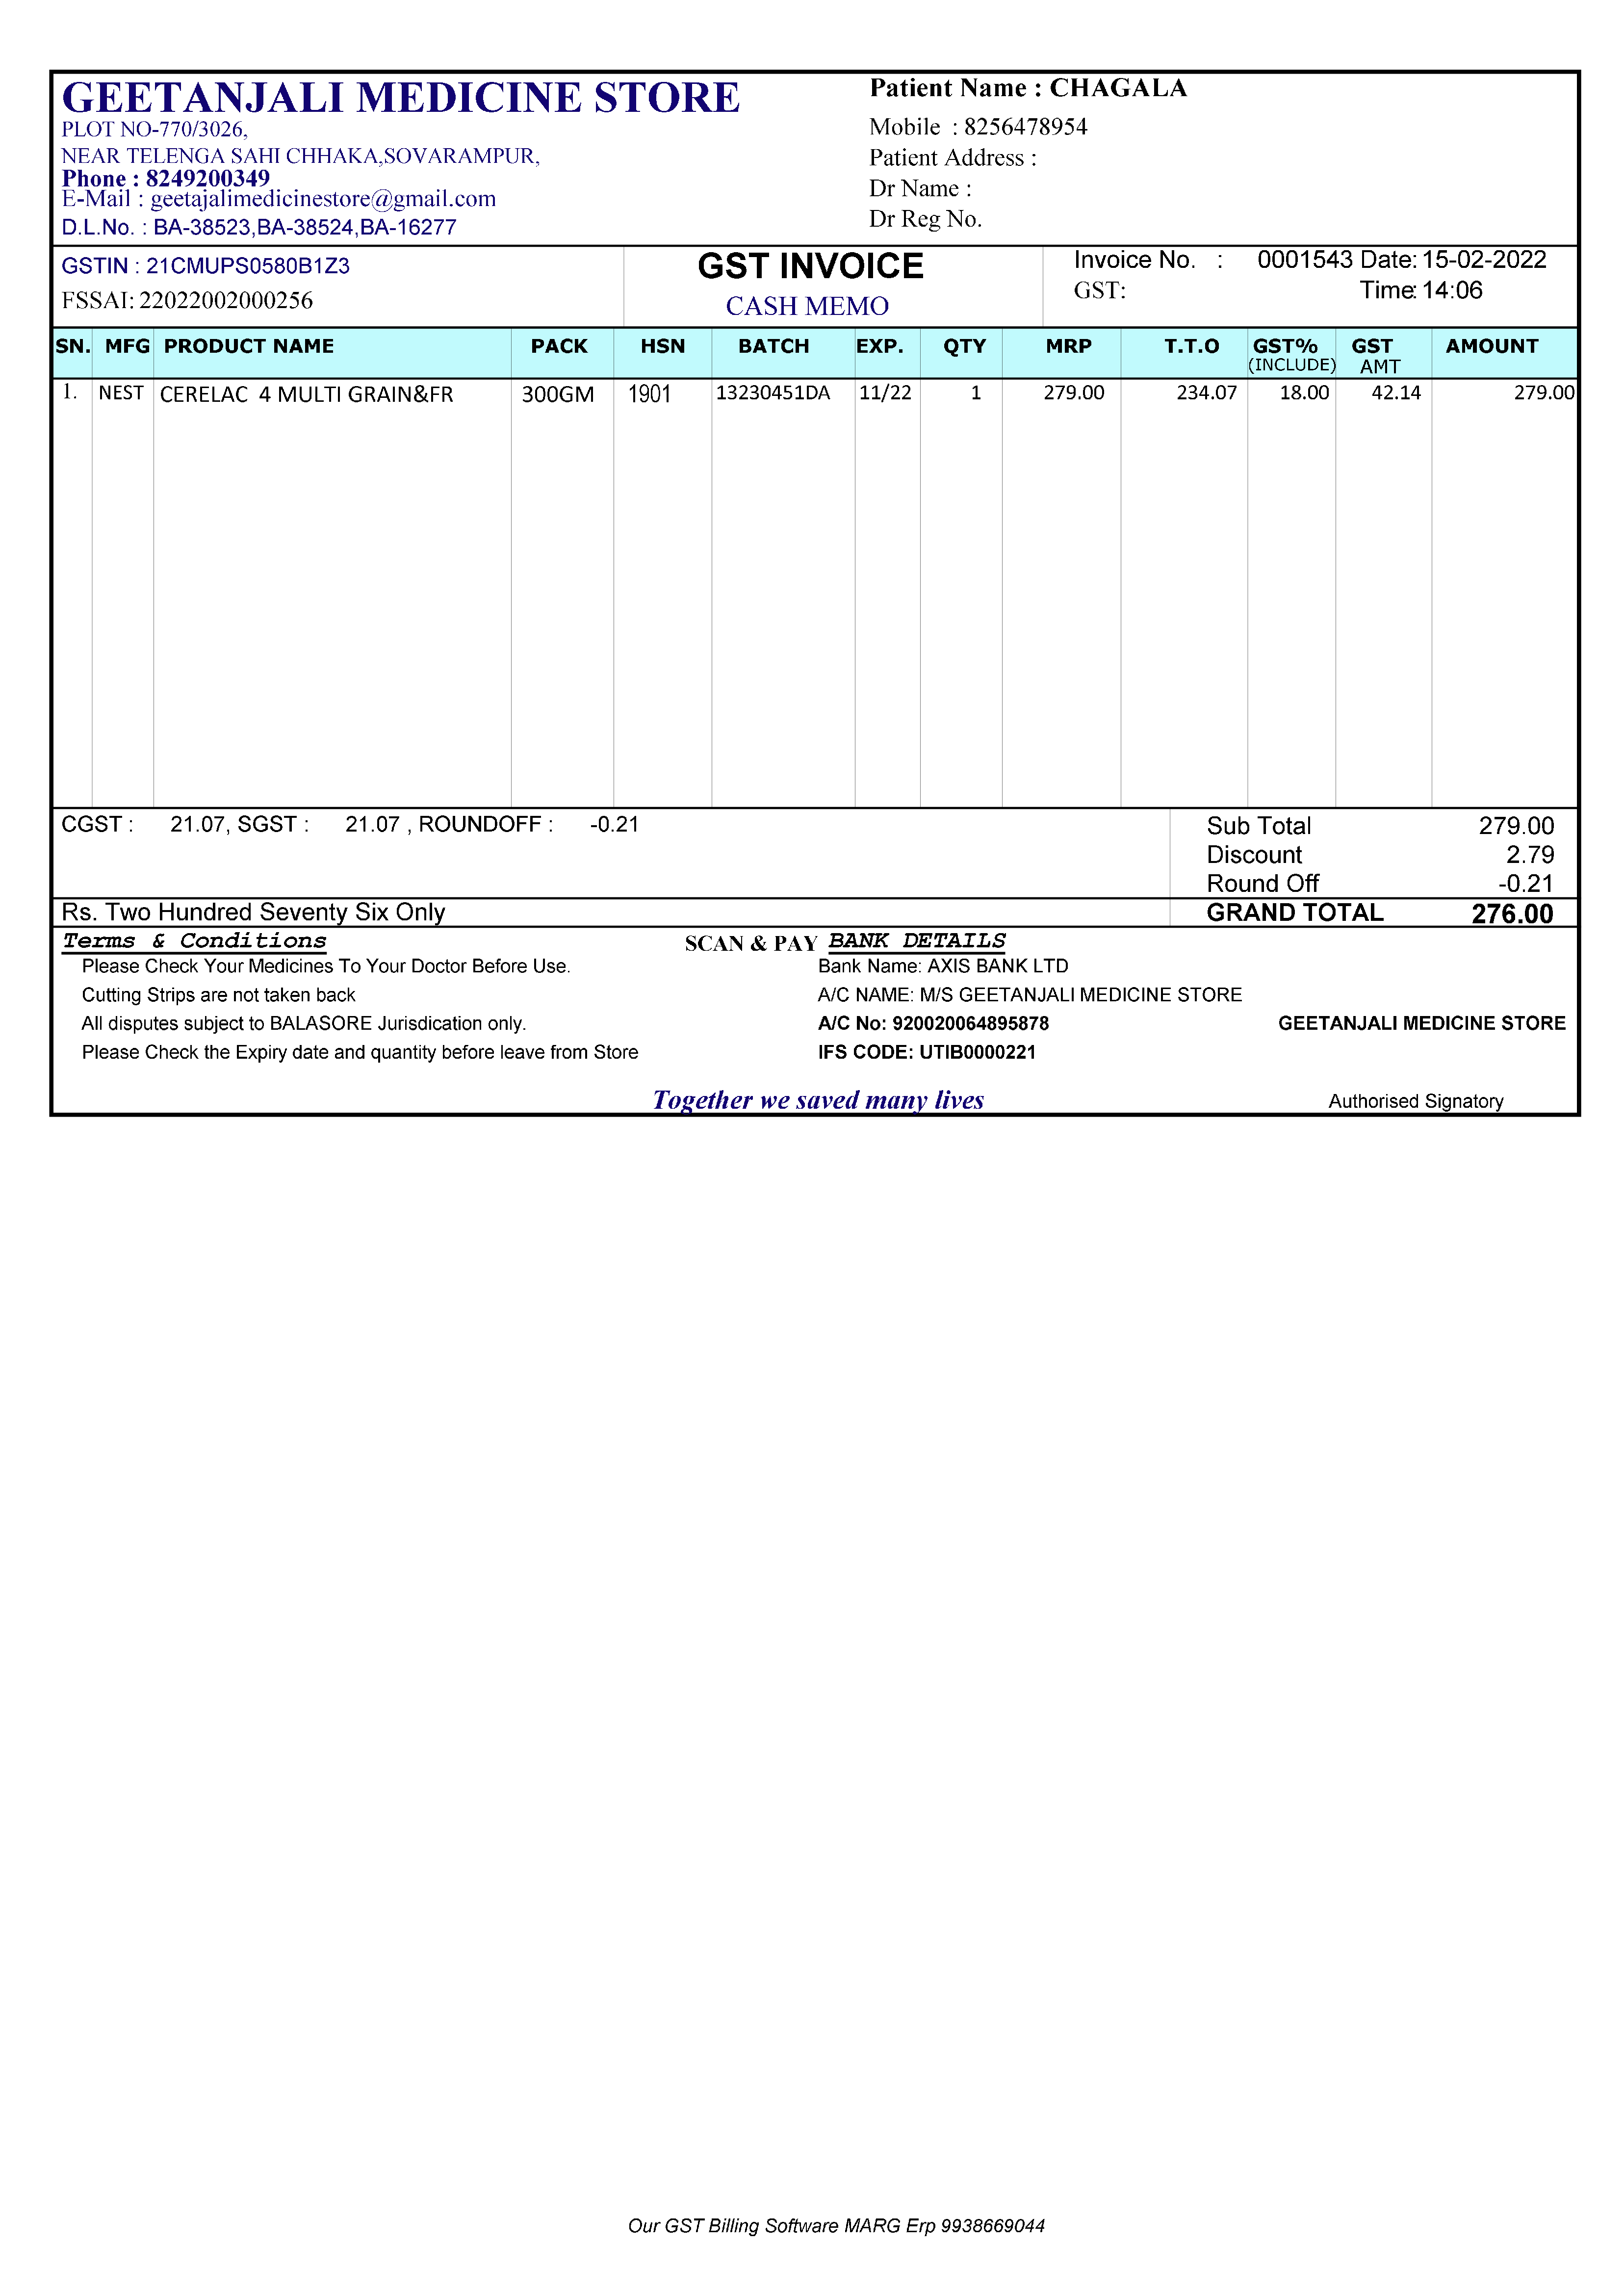 GEETANJALI MEDICINE STORE
PLOT NO-770/3026,
NEAR TELENGA SAHI CHHAKA,SOVARAMPUR,
Phone : 8249200349
E-Mail : geetajalimedicinestore@gmail.com
D.L.No. : BA-38523,BA-38524,BA-16277
Patient Name : CHAGALA
Mobile : 8256478954
Patient Address :
Dr Name :
Dr Reg No.
GSTIN : 21CMUPS0580B1Z3
FSSAI: 22022002000256
GST INVOICE
CASH MEMO
Invoice No. : 0001543 Date: 15-02-2022
GST: Time: 14:06
SN. MFG PRODUCT NAME PACK HSN BATCH EXP. QTY MRP T.T.O GST% GST AMOUNT
(INCLUDE) AMT
1. NEST CERELAC 4 MULTI GRAIN&FR 300GM 1901 13230451DA 11/22 1 279.00 234.07 18.00 42.14 279.00
CGST : 21.07, SGST : 21.07 , ROUNDOFF : -0.21
Sub Total 279.00
Discount 2.79
Round Off -0.21
Rs. Two Hundred Seventy Six Only
GRAND TOTAL 276.00
Terms & Conditions
Please Check Your Medicines To Your Doctor Before Use.
Cutting Strips are not taken back
All disputes subject to BALASORE Jurisdication only.
Please Check the Expiry date and quantity before leave from Store
SCAN & PAY BANK DETAILS
Bank Name: AXIS BANK LTD
A/C NAME: M/S GEETANJALI MEDICINE STORE
A/C No: 920020064895878
IFS CODE: UTIB0000221
GEETANJALI MEDICINE STORE
Together we saved many lives
Authorised Signatory
Our GST Billing Software MARG Erp 9938669044